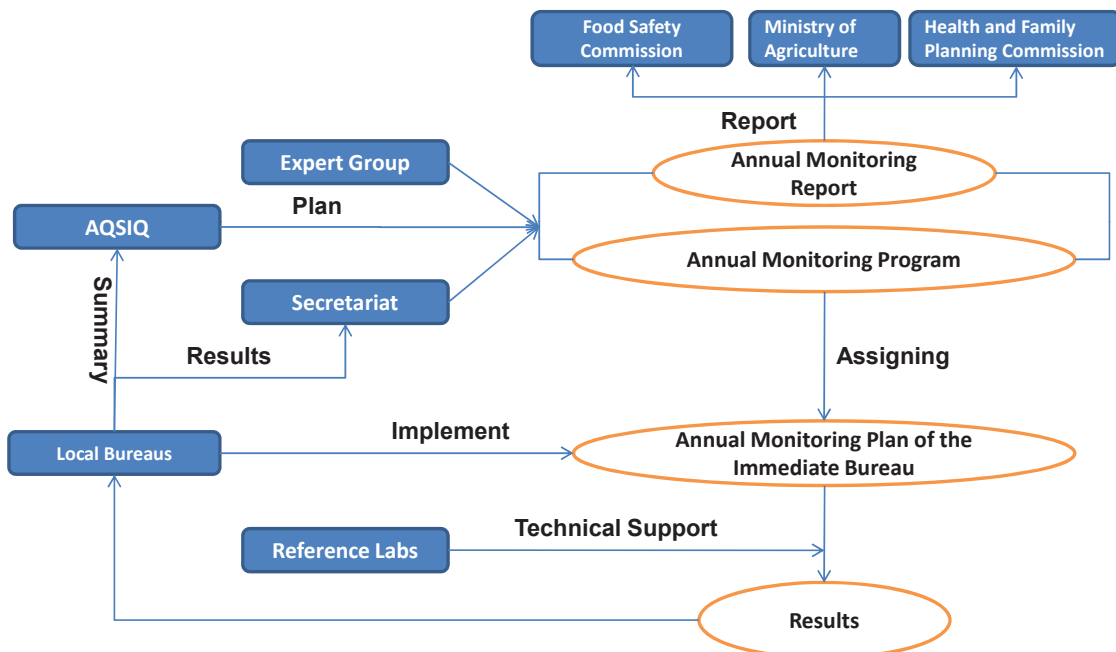 Food Safety
Commission
Ministry of
Agriculture
Health and Family
Planning Commission
Report
Expert Group
Annual Monitoring
Report
Plan
AQSIQ
Annual Monitoring Program
Secretariat
Summary
Results
Assigning
Implement
Local Bureaus
Annual Monitoring Plan of the
Immediate Bureau
Technical Support
Reference Labs
Results